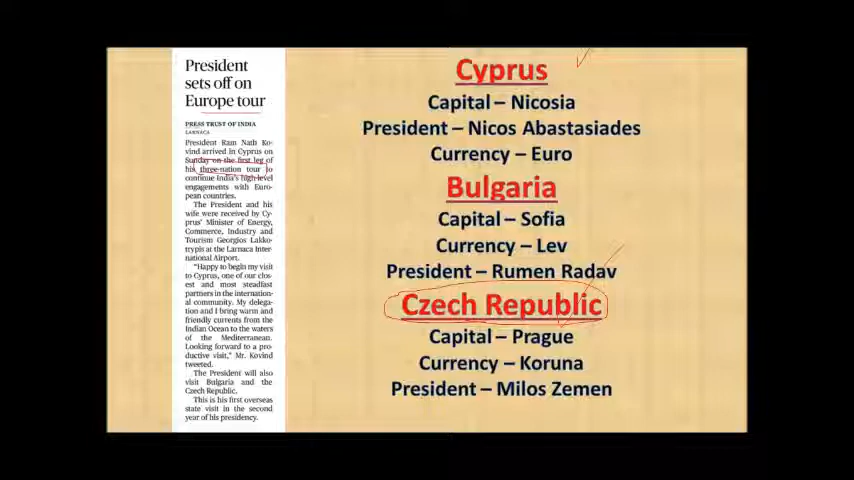 President
sets off on
Europe tour
PRESS TRUST OF INDIA
LARNACA
President Ram Nath Ko-
vind arrived in Cyprus on
Sunday on the first leg of
his three-nation tour to
continue India's high-level
engagements with Euro-
pean countries.
The President and his
wife were received by Cy-
prus' Minister of Energy,
Commerce, Industry and
Tourism Georgios Lakko-
trypis at the Larnaca Inter-
national Airport.
"Happy to begin my visit
to Cyprus, one of our clos-
est and most steadfast
partners in the internation-
al community. My delega-
tion and I bring warm and
friendly currents from the
Indian Ocean to the waters
of the Mediterranean.
Looking forward to a pro-
ductive visit," Mr. Kovind
tweeted.
The President will also
visit Bulgaria and the
Czech Republic.
This is his first overseas
state visit in the second
year of his presidency.
Cyprus
Capital – Nicosia
President – Nicos Abastasiades
Currency – Euro
Bulgaria
Capital – Sofia
Currency – Lev
President – Rumen Radav
Czech Republic
Capital – Prague
Currency – Koruna
President – Milos Zemen